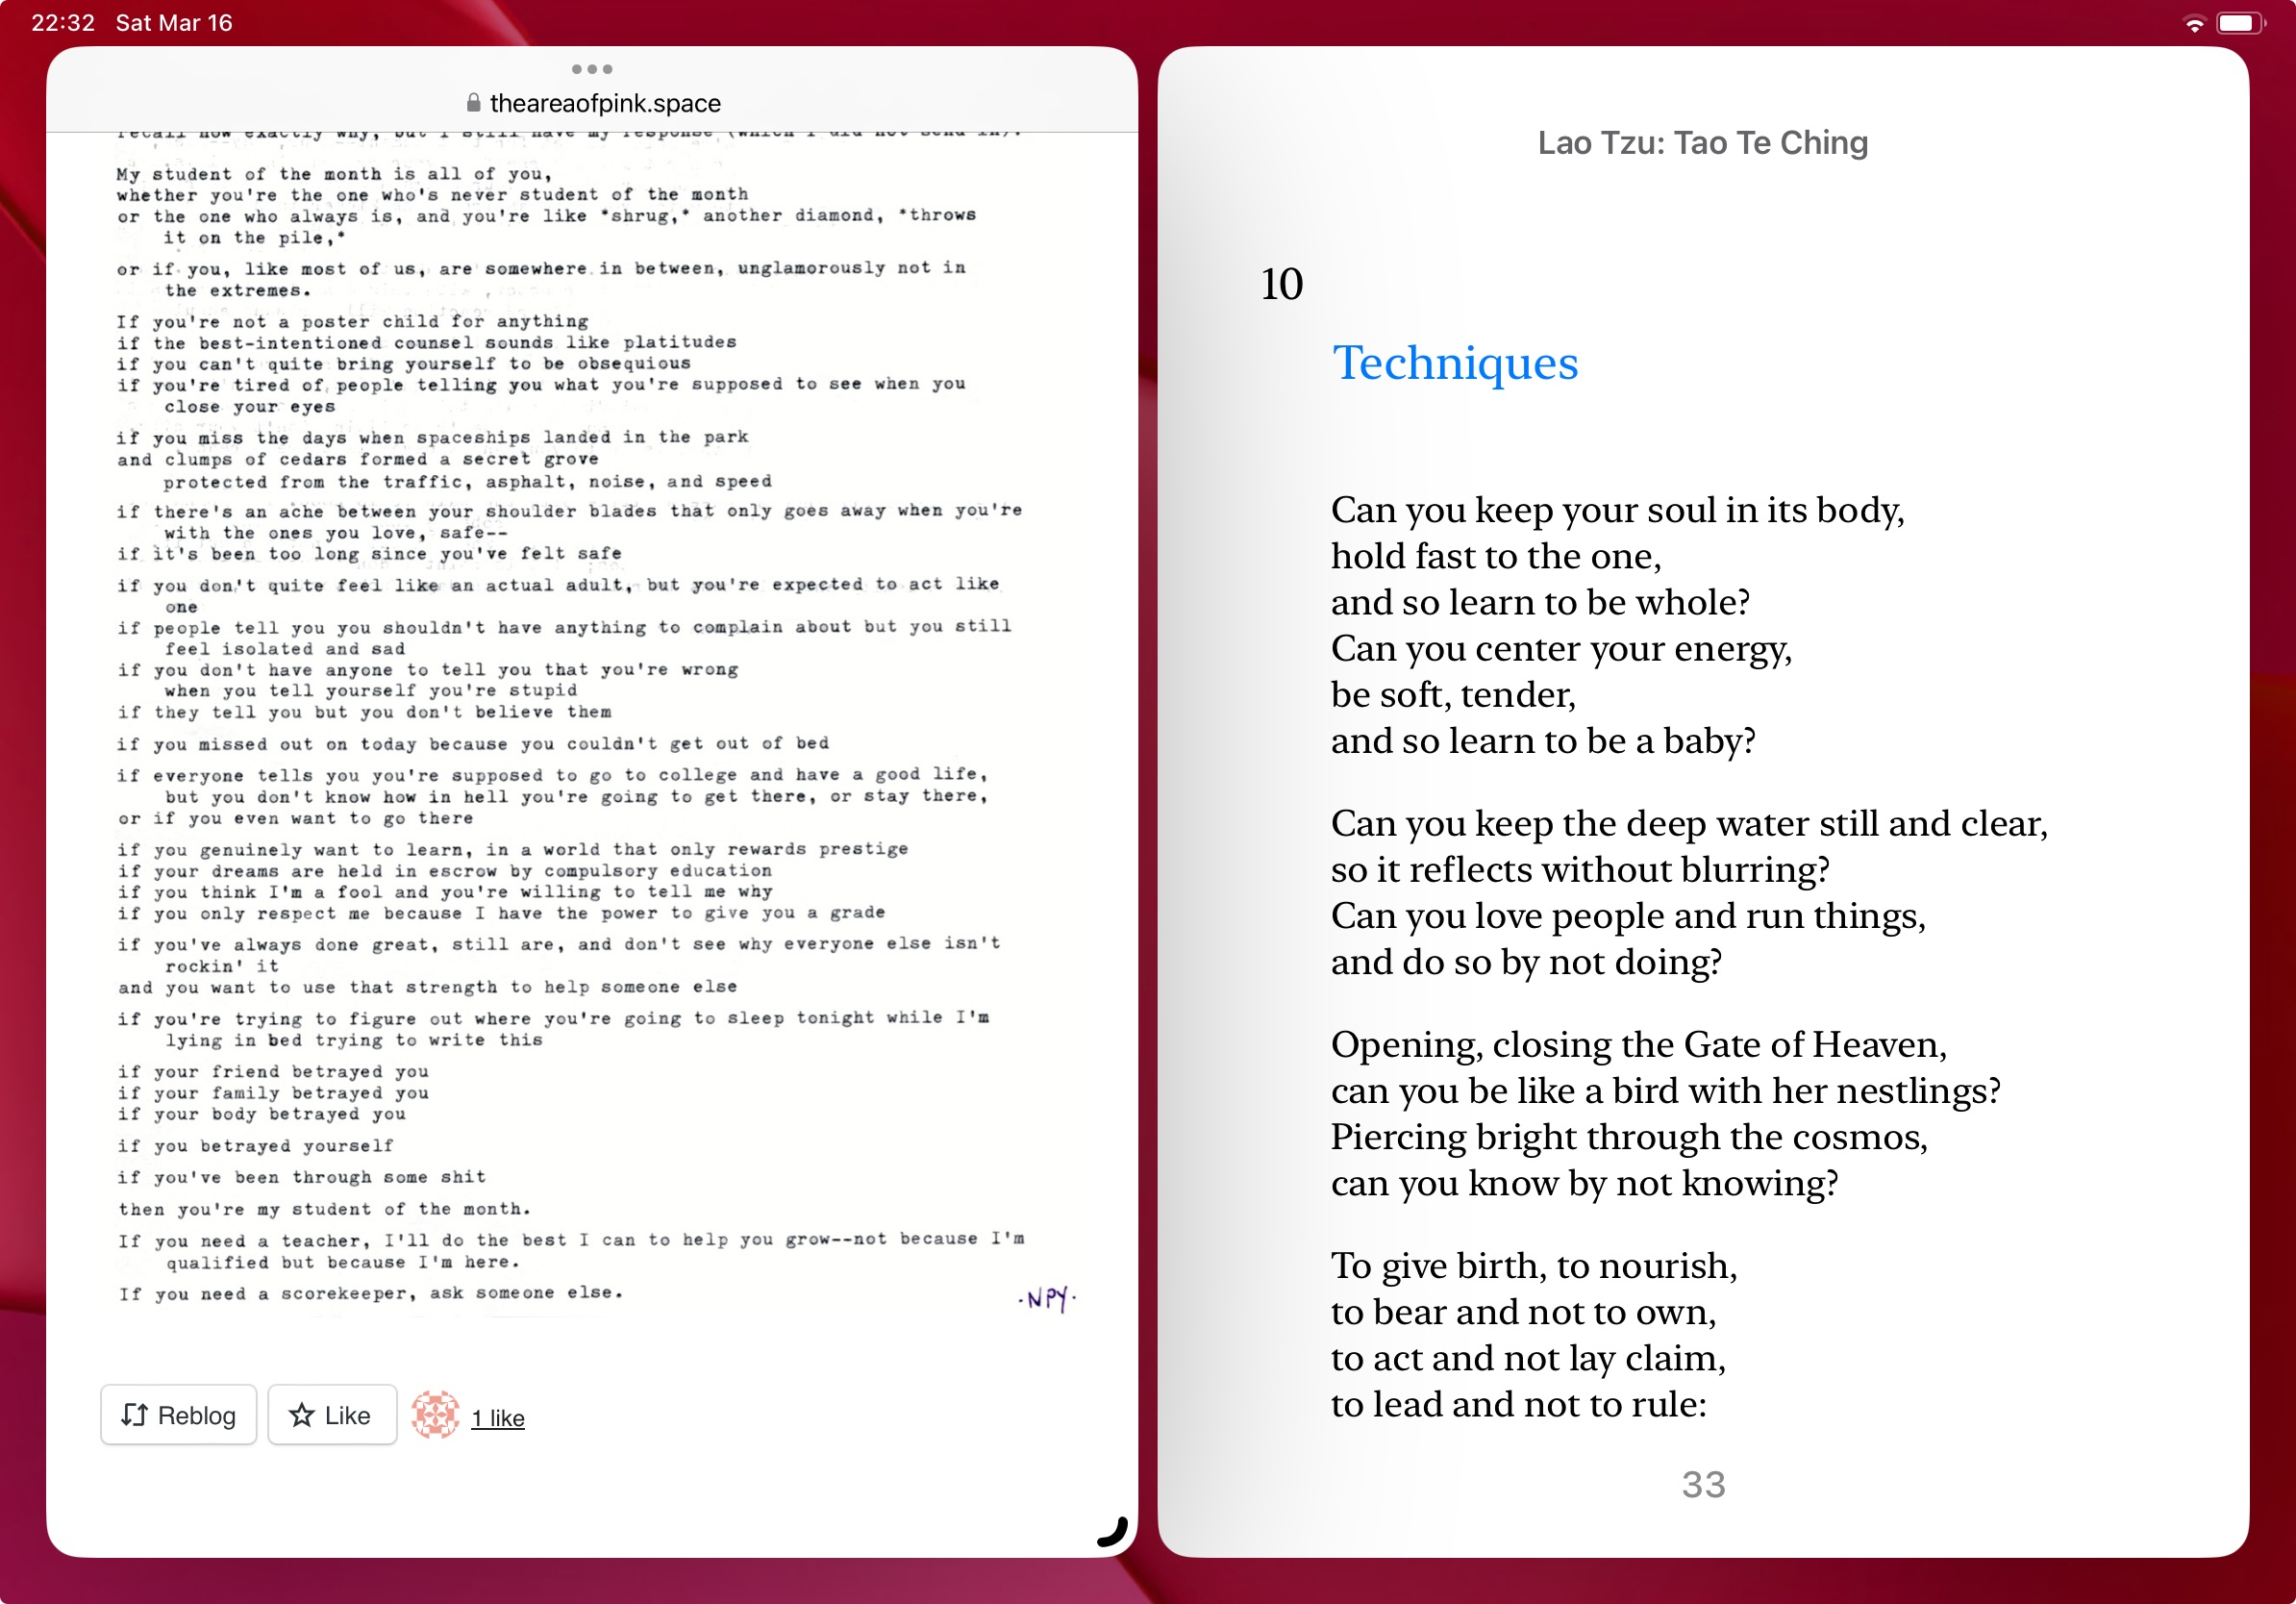 22:32 Sat Mar 16
theareaofpink.space
recall now exactly why, but I still have my response (which I did not send in).
My student of the month is all of you,
whether you're the one who's never student of the month
or the one who always is, and you're like *shrug,* another diamond, *throws
it on the pile,*
or if you, like most of us, are somewhere in between, unglamorously not in
the extremes.
If you're not a poster child for anything
if the best-intentioned counsel sounds like platitudes
if you can't quite bring yourself to be obsequious
if you're tired of people telling you what you're supposed to see when you
close your eyes
if you miss the days when spaceships landed in the park
and clumps of cedars formed a secret grove
protected from the traffic, asphalt, noise, and speed
if there's an ache between your shoulder blades that only goes away when you're
with the ones you love, safe--
if it's been too long since you've felt safe
if you don't quite feel like an actual adult, but you're expected to act like
one
if people tell you you shouldn't have anything to complain about but you still
feel isolated and sad
if you don't have anyone to tell you that you're wrong
when you tell yourself you're stupid
if they tell you but you don't believe them
if you missed out on today because you couldn't get out of bed
if everyone tells you you're supposed to go to college and have a good life,
but you don't know how in hell you're going to get there, or stay there,
or if you even want to go there
if you genuinely want to learn, in a world that only rewards prestige
if your dreams are held in escrow by compulsory education
if you think I'm a fool and you're willing to tell me why
if you only respect me because I have the power to give you a grade
if you've always done great, still are, and don't see why everyone else isn't
rockin' it
and you want to use that strength to help someone else
if you're trying to figure out where you're going to sleep tonight while I'm
lying in bed trying to write this
if your friend betrayed you
if your family betrayed you
if your body betrayed you
if you betrayed yourself
if you've been through some shit
then you're my student of the month.
If you need a teacher, I'll do the best I can to help you grow--not because I'm
qualified but because I'm here.
If you need a scorekeeper, ask someone else.
·NPY·
Reblog
Like
1 like
Lao Tzu: Tao Te Ching
10
Techniques
Can you keep your soul in its body,
hold fast to the one,
and so learn to be whole?
Can you center your energy,
be soft, tender,
and so learn to be a baby?
Can you keep the deep water still and clear,
so it reflects without blurring?
Can you love people and run things,
and do so by not doing?
Opening, closing the Gate of Heaven,
can you be like a bird with her nestlings?
Piercing bright through the cosmos,
can you know by not knowing?
To give birth, to nourish,
to bear and not to own,
to act and not lay claim,
to lead and not to rule:
33